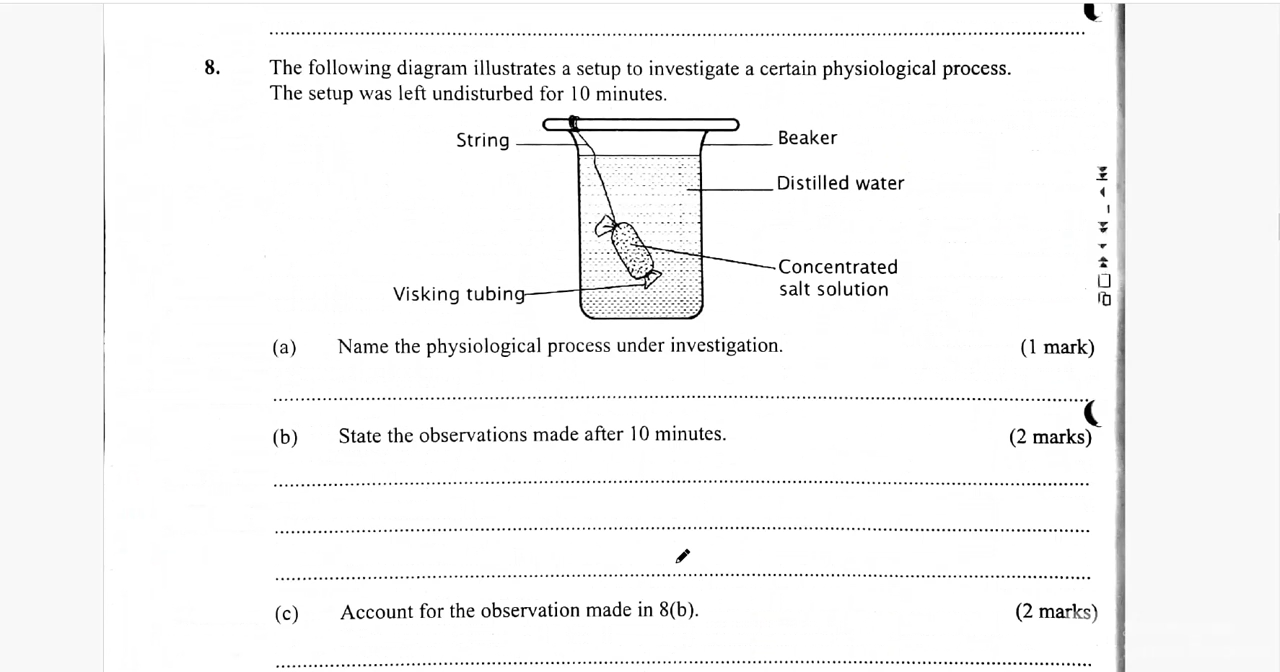 8. The following diagram illustrates a setup to investigate a certain physiological process.
The setup was left undisturbed for 10 minutes.
String
Beaker
Distilled water
Concentrated
salt solution
Visking tubing
(a) Name the physiological process under investigation. (1 mark)
(b) State the observations made after 10 minutes. (2 marks)
(c) Account for the observation made in 8(b). (2 marks)